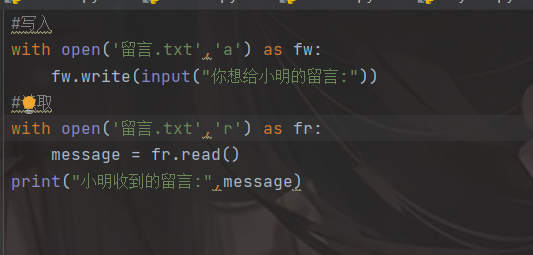 #写入
with open('留言.txt','a') as fw:
    fw.write(input("你想给小明的留言:"))
#取
with open('留言.txt','r') as fr:
    message = fr.read()
print("小明收到的留言:",message)